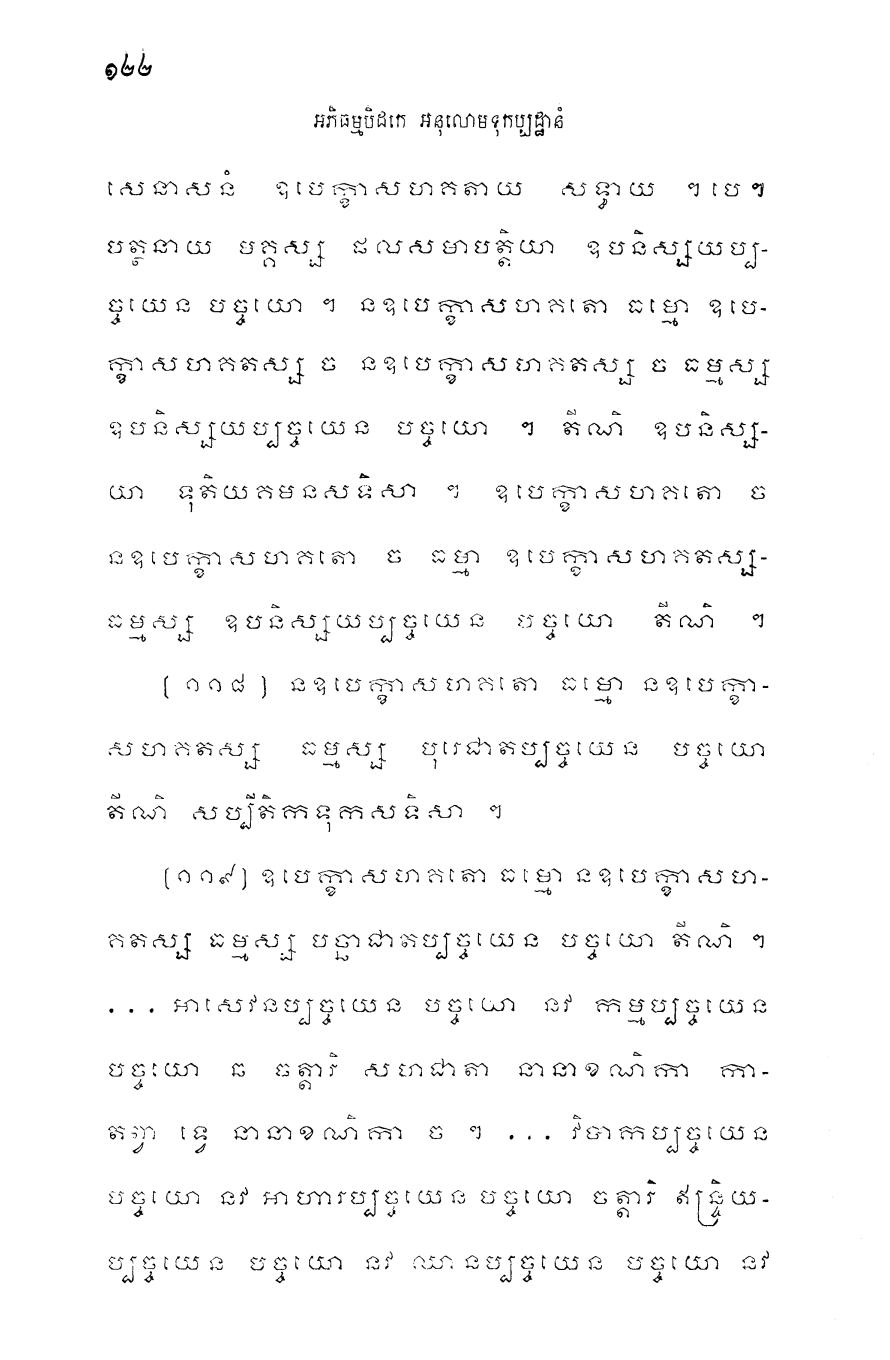 ១២២
អភិធម្មបិដកេ អនុលោមទុកប្បដ្ឋានំ
សេនាសនំ ឧបេក្ខាសហគតាយ សទ្ធាយ ។បេ៕
បត្ថនាយ មគ្គស្ស ផលសមាបត្តិយា ឧបនិស្សយប្ប-
ច្ចយេន បច្ចយោ ។ នឧបេក្ខាសហគតោ ធម្មោ ឧបេ-
ក្ខាសហគតស្ស ច នឧបេក្ខាសហគតស្ស ច ធម្មស្ស
ឧបនិស្សយប្បច្ចយេន បច្ចយោ ។ តីណិ ឧបនិស្ស-
យា ទុតិយគមនសទិសា ។ ឧបេក្ខាសហគតោ ច
នឧបេក្ខាសហគតោ ច ធម្មា ឧបេក្ខាសហគតស្ស-
ធម្មស្ស ឧបនិស្សយប្បច្ចយេន បច្ចយោ តីណិ ។
(១១៨) នឧបេក្ខាសហគតោ ធម្មោ នឧបេក្ខា-
សហគតស្ស ធម្មស្ស បុរេជាតប្បច្ចយេន បច្ចយោ
តីណិ សប្បីតិកទុកសទិសា ។
(១១៩) ឧបេក្ខាសហគតោ ធម្មោ នឧបេក្ខាសហ-
គតស្ស ធម្មស្ស បច្ឆាជាតប្បច្ចយេន បច្ចយោ តីណិ ។
... អាសេវនប្បច្ចយេន បច្ចយោ នវ កម្មប្បច្ចយេន
បច្ចយោ ឆ ចត្តារិ សហជាតា នានាខណិកា កា-
តព្វា ទ្វេ នានាខណិកា ច ។ ... វិបាកប្បច្ចយេន
បច្ចយោ នវ អាហារប្បច្ចយេន បច្ចយោ ចត្តារិ ឥន្ទ្រិយ-
ប្បច្ចយេន បច្ចយោ នវ ឈានប្បច្ចយេន បច្ចយោ នវ